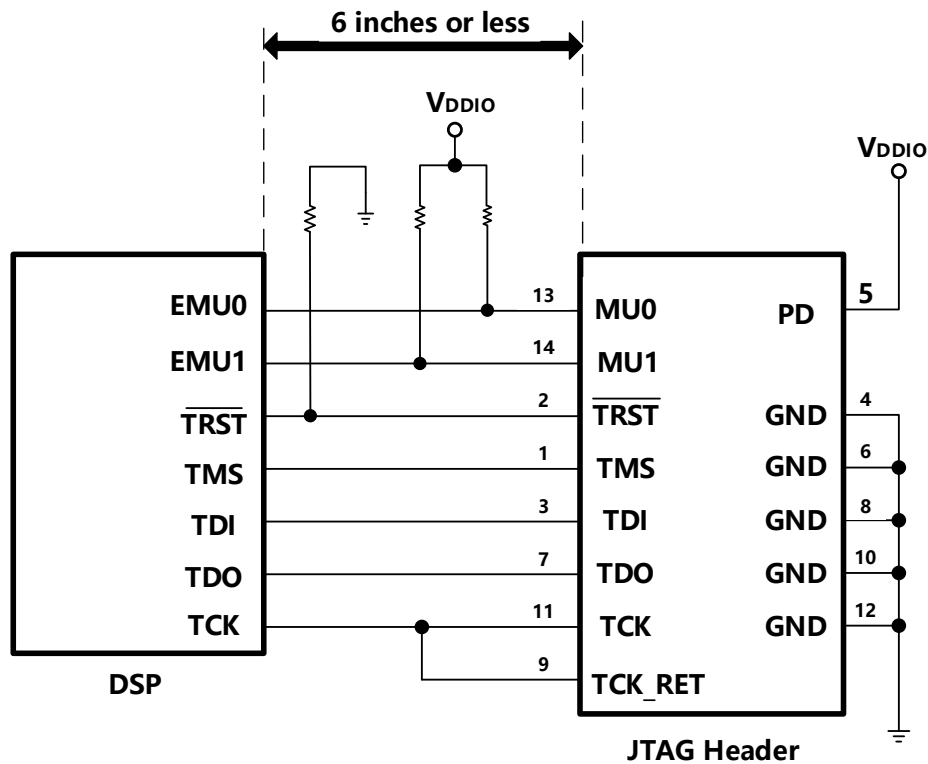 6 inches or less
VDDIO
VDDIO
EMU0
13
MU0
PD
5
EMU1
14
MU1
TRST
2
TRST
GND
4
TMS
1
TMS
GND
6
TDI
3
TDI
GND
8
TDO
7
TDO
GND
10
TCK
11
TCK
GND
12
9
TCK_RET
DSP
JTAG Header